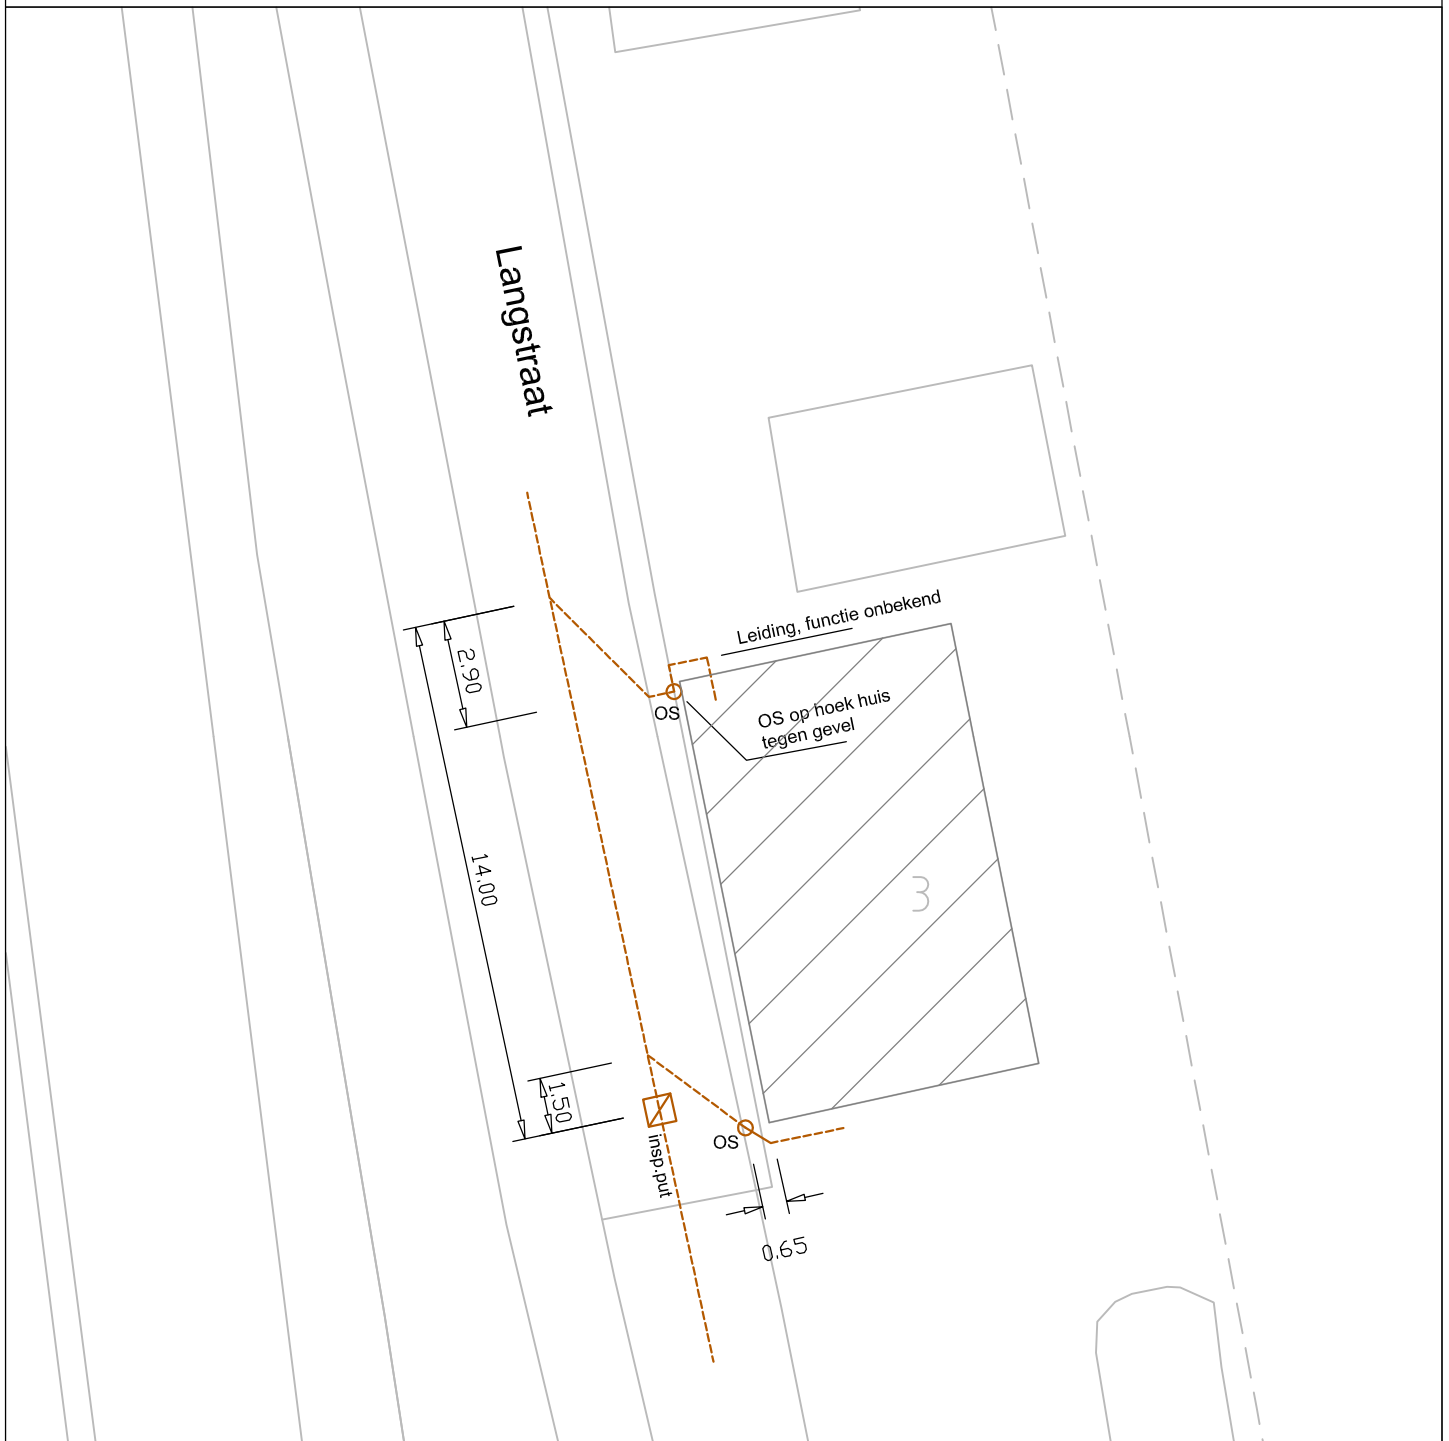 Langstraat
Leiding, functie onbekend
2.90
OS
OS op hoek huis
tegen gevel
14.00
3
1.50
OS
insp.put
0.65